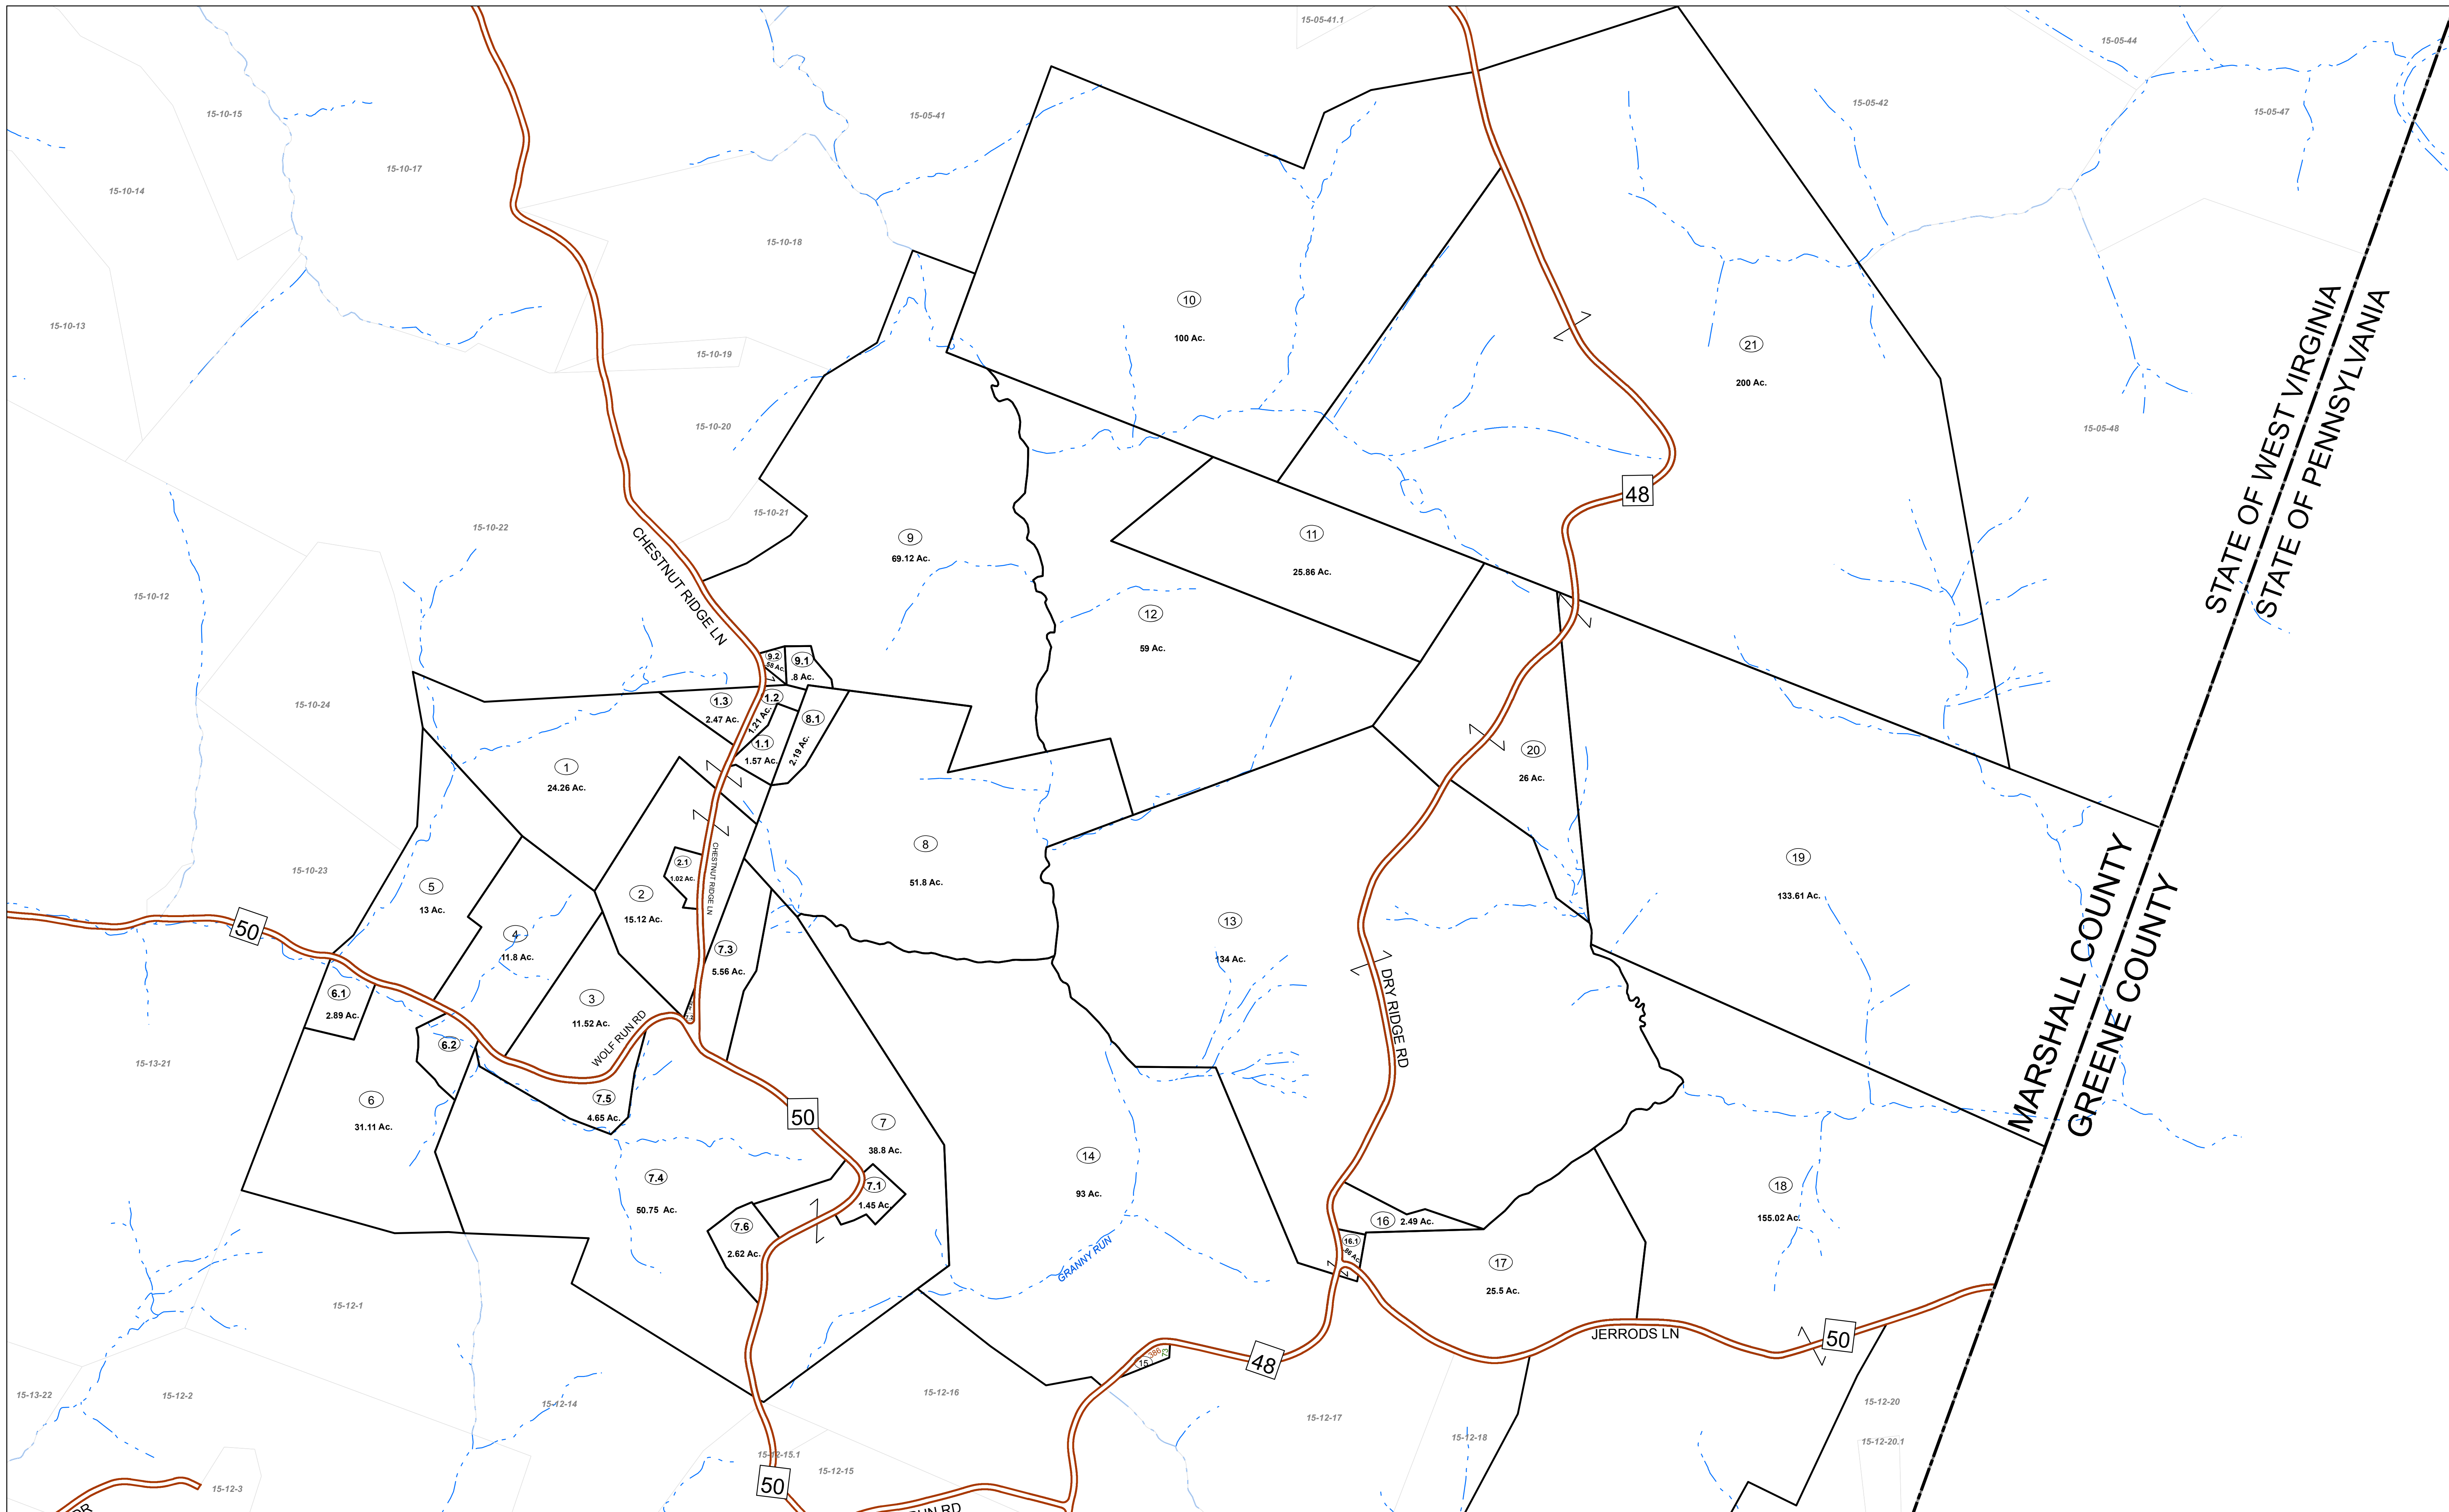 15-05-41.1
15-05-44
15-10-15
15-05-41
15-05-42
15-05-47
15-10-17
15-10-14
15-10-18
10
100 Ac.
15-10-13
15-10-19
21
200 Ac.
STATE OF WEST VIRGINIA
STATE OF PENNSYLVANIA
15-10-20
15-05-48
48
15-10-21
15-10-22
CHESTNUT RIDGE LN
9
69.12 Ac.
11
25.86 Ac.
15-10-12
12
59 Ac.
9.2
.58 Ac.
9.1
.8 Ac.
15-10-24
1.3
2.47 Ac.
1.2
1.21 Ac.
8.1
2.19 Ac.
1.1
1.57 Ac.
20
26 Ac.
1
24.26 Ac.
8
51.8 Ac.
19
133.61 Ac.
15-10-23
2.1
1.02 Ac.
CHESTNUT RIDGE LN
5
13 Ac.
2
15.12 Ac.
50
4
11.8 Ac.
7.3
5.56 Ac.
13
134 Ac.
DRY RIDGE RD
MARSHALL COUNTY
GREENE COUNTY
6.1
2.89 Ac.
3
11.52 Ac.
7.2
WOLF RUN RD
6.2
15-13-21
6
31.11 Ac.
7.5
4.65 Ac.
50
7
38.8 Ac.
14
93 Ac.
7.4
50.75 Ac.
7.1
1.45 Ac.
18
155.02 Ac.
7.6
2.62 Ac.
16
2.49 Ac.
16.1
.86 Ac.
GRANNY RUN
17
25.5 Ac.
15-12-1
JERRODS LN
50
48
15
73
15-13-22
15-12-2
15-12-14
15-12-16
15-12-17
15-12-20
15-12-18
15-12-20.1
15-12-15.1
15-12-15
15-12-3
50